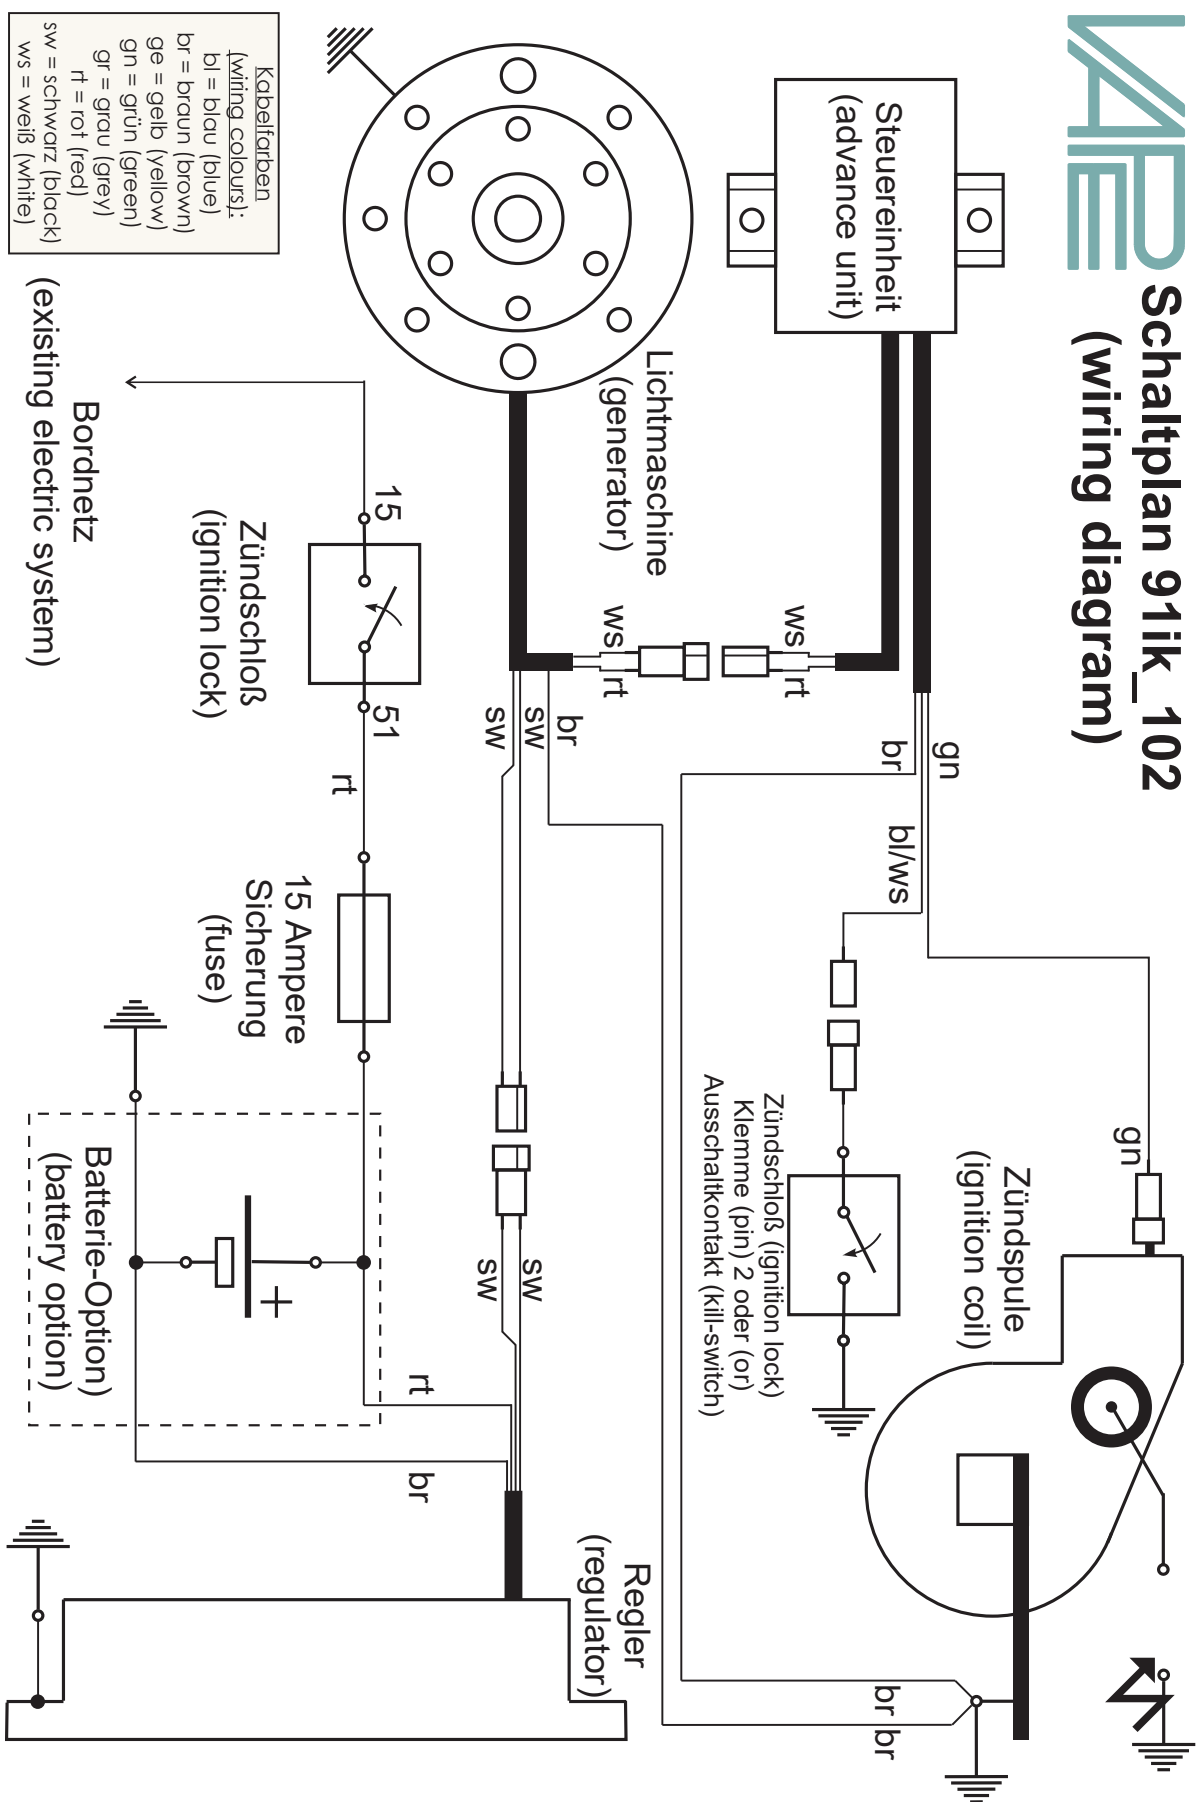 VAPE
Schaltplan 91ik_102
(wiring diagram)
Steuereinheit
(advance unit)
gn
br
bl/ws
gn
Zündspule
(ignition coil)
ws
rt
ws
rt
Zündschloß (ignition lock)
Klemme (pin) 2 oder (or)
Ausschaltkontakt (kill-switch)
br
br
Lichtmaschine
(generator)
br
sw
sw
sw
sw
Regler
(regulator)
15
51
rt
rt
br
Zündschloß
(ignition lock)
15 Ampere
Sicherung
(fuse)
Batterie-Option)
(battery option)
Bordnetz
(existing electric system)
Kabelfarben
(wiring colours):
bl = blau (blue)
br = braun (brown)
ge = gelb (yellow)
gn = grün (green)
gr = grau (grey)
rt = rot (red)
sw = schwarz (black)
ws = weiß (white)